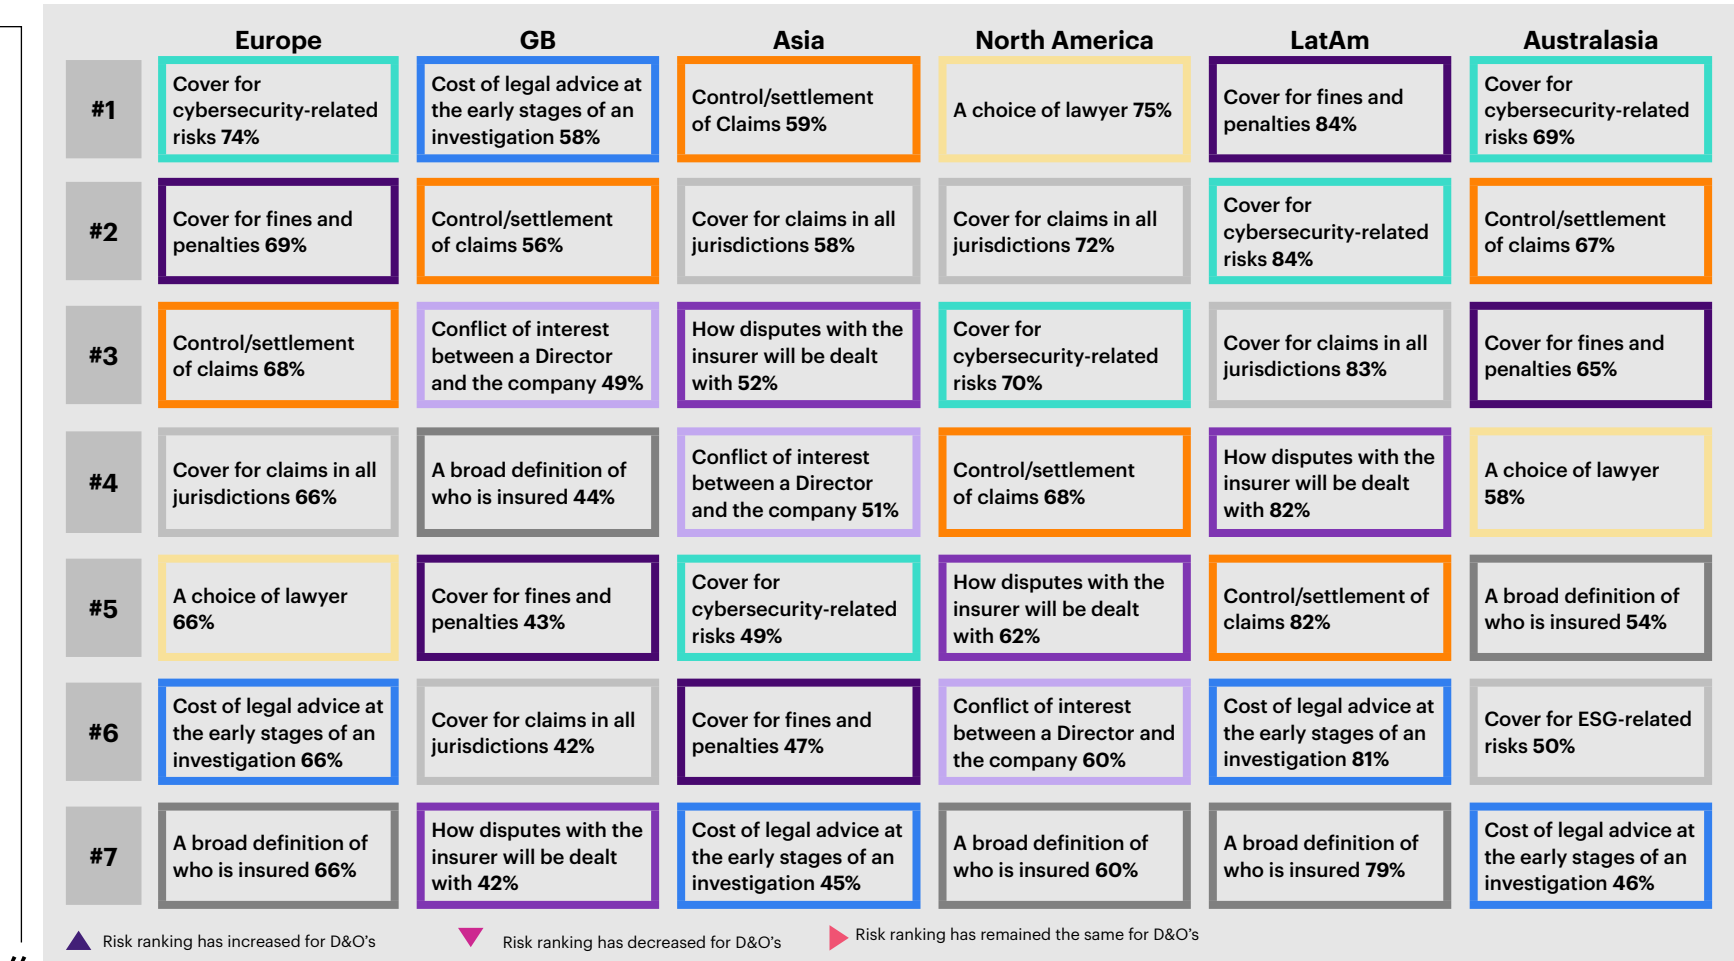 Europe
GB
Asia
North America
LatAm
Australasia
#1
Cover for
cybersecurity-related
risks 74%
Cost of legal advice at
the early stages of an
investigation 58%
Control/settlement
of Claims 59%
A choice of lawyer 75%
Cover for fines and
penalties 84%
Cover for
cybersecurity-related
risks 69%
#2
Cover for fines and
penalties 69%
Control/settlement
of claims 56%
Cover for claims in all
jurisdictions 58%
Cover for claims in all
jurisdictions 72%
Cover for
cybersecurity-related
risks 84%
Control/settlement
of claims 67%
#3
Control/settlement
of claims 68%
Conflict of interest
between a Director
and the company 49%
How disputes with the
insurer will be dealt
with 52%
Cover for
cybersecurity-related
risks 70%
Cover for claims in all
jurisdictions 83%
Cover for fines and
penalties 65%
#4
Cover for claims in all
jurisdictions 66%
A broad definition of
who is insured 44%
Conflict of interest
between a Director
and the company 51%
Control/settlement
of claims 68%
How disputes with the
insurer will be dealt
with 82%
A choice of lawyer
58%
#5
A choice of lawyer
66%
Cover for fines and
penalties 43%
Cover for
cybersecurity-related
risks 49%
How disputes with the
insurer will be dealt
with 62%
Control/settlement of
claims 82%
A broad definition of
who is insured 54%
#6
Cost of legal advice at
the early stages of an
investigation 66%
Cover for claims in all
jurisdictions 42%
Cover for fines and
penalties 47%
Conflict of interest
between a Director and
the company 60%
Cost of legal advice at
the early stages of an
investigation 81%
Cover for ESG-related
risks 50%
#7
A broad definition of
who is insured 66%
How disputes with the
insurer will be dealt
with 42%
Cost of legal advice at
the early stages of an
investigation 45%
A broad definition of
who is insured 60%
A broad definition of
who is insured 79%
Cost of legal advice at
the early stages of an
investigation 46%
Risk ranking has increased for D&O's
Risk ranking has decreased for D&O's
Risk ranking has remained the same for D&O's